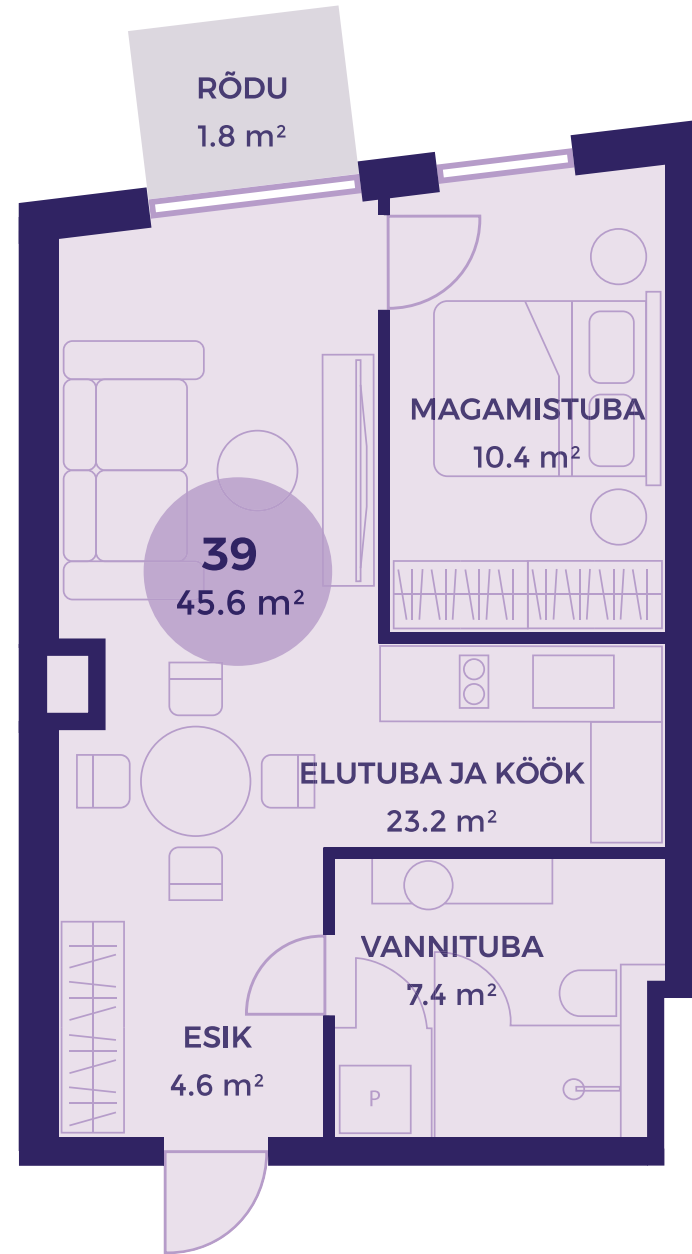 RÕDU
1.8 m²
MAGAMISTUBA
10.4 m²
39
45.6 m²
ELUTUBA JA KÖÖK
23.2 m²
VANNITUBA
7.4 m²
ESIK
4.6 m²
P